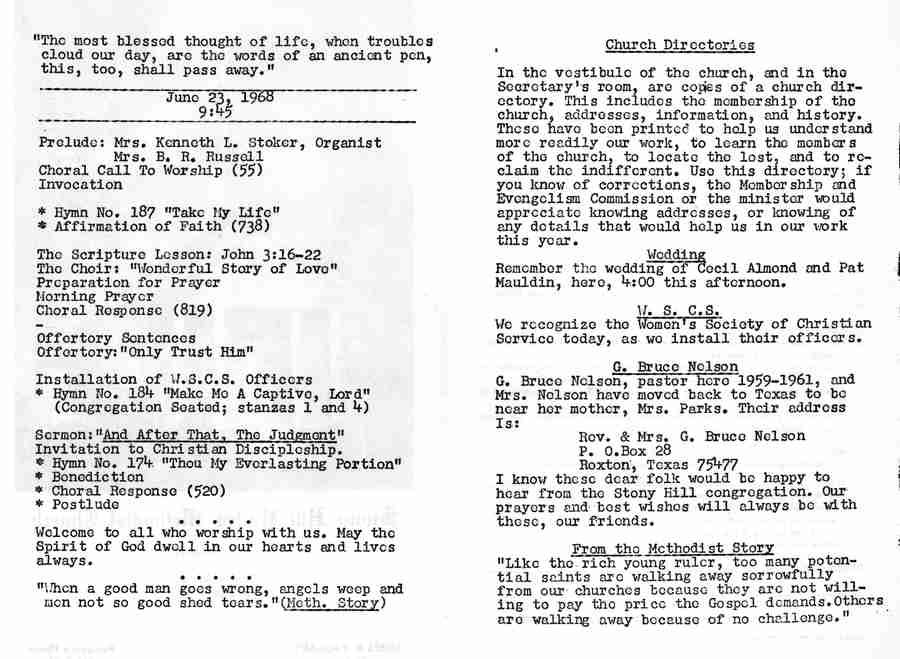 "The most blessed thought of life, when troubles
cloud our day, are the words of an ancient pen,
this, too, shall pass away."
June 23, 1968
9:45
Prelude: Mrs. Kenneth L. Stoker, Organist
Mrs. B. R. Russell
Choral Call To Worship (55)
Invocation
* Hymn No. 187 "Take My Life"
* Affirmation of Faith (738)
The Scripture Lesson: John 3:16-22
The Choir: "Wonderful Story of Love"
Preparation for Prayer
Morning Prayer
Choral Response (819)
Offertory Sentences
Offertory:"Only Trust Him"
Installation of W.S.C.S. Officers
* Hymn No. 184 "Make Me A Captive, Lord"
(Congregation Seated; stanzas 1 and 4)
Sermon:"And After That, The Judgment"
Invitation to Christian Discipleship.
* Hymn No. 174 "Thou My Everlasting Portion"
* Benediction
* Choral Response (520)
* Postlude
. . . . .
Welcome to all who worship with us. May the
Spirit of God dwell in our hearts and lives
always.
. . . . .
"When a good man goes wrong, angels weep and
men not so good shed tears."(Meth. Story)
Church Directories
In the vestibule of the church, and in the
Secretary's room, are copies of a church dir-
ectory. This includes the membership of the
church, addresses, information, and history.
These have been printed to help us understand
more readily our work, to learn the members
of the church, to locate the lost, and to re-
claim the indifferent. Use this directory; if
you know of corrections, the Membership and
Evengelism Commission or the minister would
appreciate knowing addresses, or knowing of
any details that would help us in our work
this year.
Wedding
Remember the wedding of Cecil Almond and Pat
Mauldin, here, 4:00 this afternoon.
W. S. C.S.
We recognize the Women's Society of Christian
Service today, as we install their officers.
G. Bruce Nelson
G. Bruce Nelson, pastor here 1959-1961, and
Mrs. Nelson have moved back to Texas to be
near her mother, Mrs. Parks. Their address
Is:
Rev. & Mrs. G. Bruce Nelson
P. O.Box 28
Roxton, Texas 75477
I know these dear folk would be happy to
hear from the Stony Hill congregation. Our
prayers and best wishes will always be with
these, our friends.
From the Methodist Story
"Like the rich young ruler, too many poten-
tial saints are walking away sorrowfully
from our churches because they are not will-
ing to pay the price the Gospel demands.Others
are walking away because of no challenge."